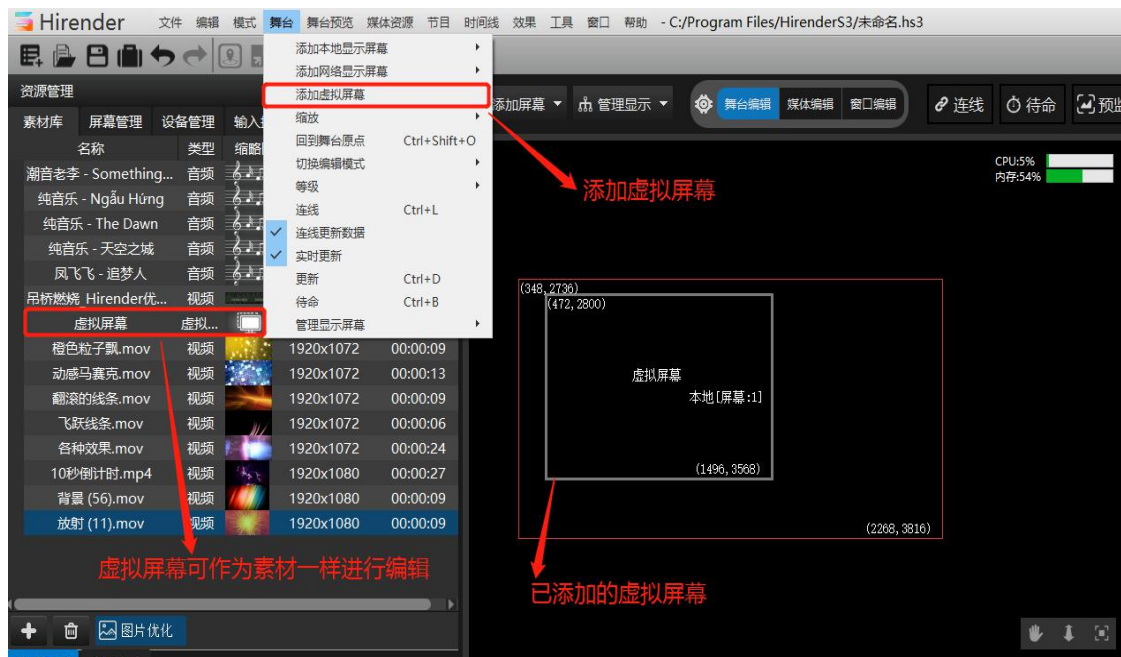 Hirender 文件 编辑 模式 舞台 舞台预览 媒体资源 节目 时间线 效果 工具 窗口 帮助 - C:/Program Files/HirenderS3/未命名.hs3
添加本地显示屏幕
添加网络显示屏幕
添加虚拟屏幕
缩放
回到舞台原点 Ctrl+Shift+O
切换编辑模式
等级
连线 Ctrl+L
连线更新数据
实时更新
更新 Ctrl+D
待命 Ctrl+B
管理显示屏幕
添加屏幕 管理显示 舞台编辑 媒体编辑 窗口编辑 连线 待命 预监
资源管理
素材库 屏幕管理 设备管理 输入
名称 类型 缩略
潮音老李 - Something... 音频
纯音乐 - Ngẫu Hứng 音频
纯音乐 - The Dawn 音频
纯音乐 - 天空之城 音频
凤飞飞 - 追梦人 音频
吊桥燃烧_Hirender优... 视频
虚拟屏幕 虚拟...
橙色粒子飘.mov 视频 1920x1072 00:00:09
动感马赛克.mov 视频 1920x1072 00:00:13
翻滚的线条.mov 视频 1920x1072 00:00:09
飞跃线条.mov 视频 1920x1072 00:00:06
各种效果.mov 视频 1920x1072 00:00:24
10秒倒计时.mp4 视频 1920x1080 00:00:27
背景 (56).mov 视频 1920x1080 00:00:09
放射 (11).mov 视频 1920x1080 00:00:09
虚拟屏幕可作为素材一样进行编辑
图片优化
CPU:5%
内存:54%
添加虚拟屏幕
(348,2736)
(472,2800)
虚拟屏幕
本地[屏幕:1]
(1496,3568)
(2268,3816)
已添加的虚拟屏幕